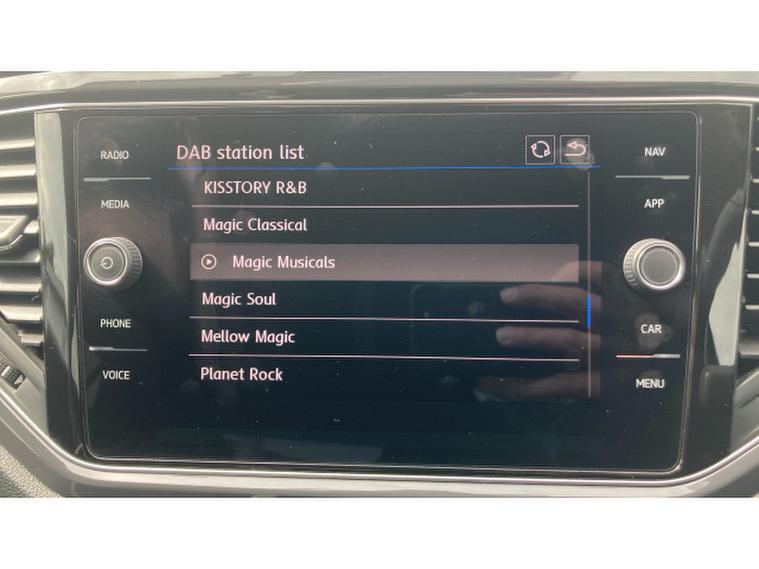 DAB station list
RADIO
MEDIA
PHONE
VOICE
KISSTORY R&B
Magic Classical
Magic Musicals
Magic Soul
Mellow Magic
Planet Rock
NAV
APP
CAR
MENU